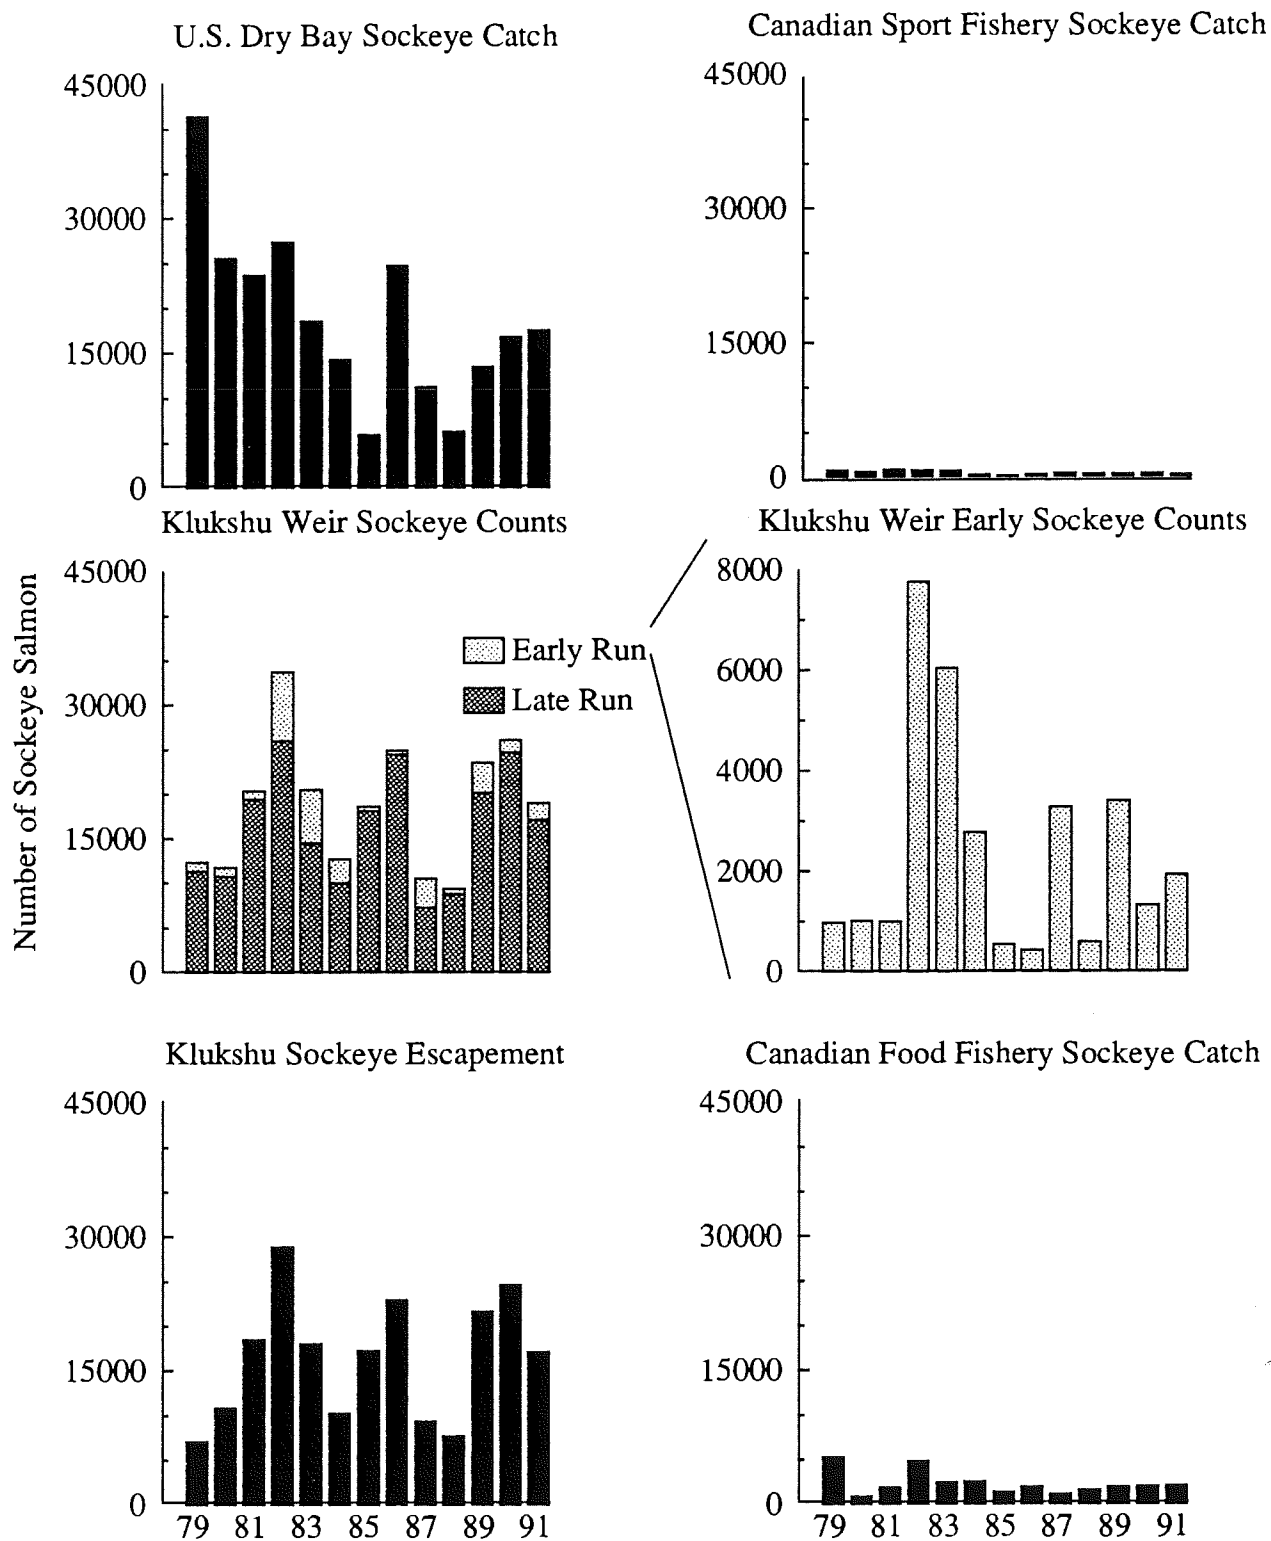 U.S. Dry Bay Sockeye Catch
45000
30000
15000
0
Canadian Sport Fishery Sockeye Catch
45000
30000
15000
0
Number of Sockeye Salmon
Klukshu Weir Sockeye Counts
45000
30000
15000
0
Early Run
Late Run
Klukshu Weir Early Sockeye Counts
8000
6000
4000
2000
0
Klukshu Sockeye Escapement
45000
30000
15000
0
79 81 83 85 87 89 91
Canadian Food Fishery Sockeye Catch
45000
30000
15000
0
79 81 83 85 87 89 91